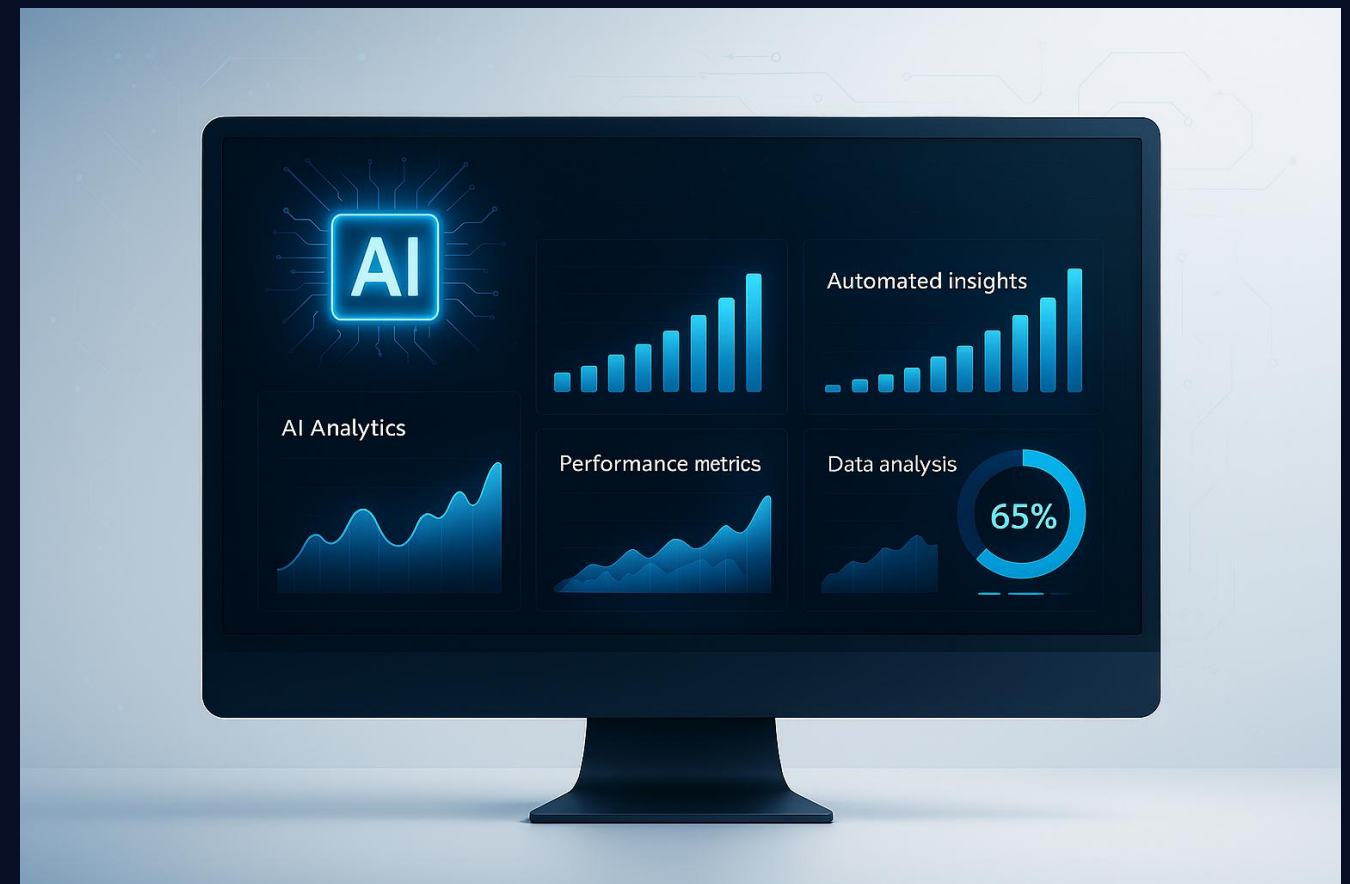 AI
Automated insights
AI Analytics
Performance metrics
Data analysis
65%